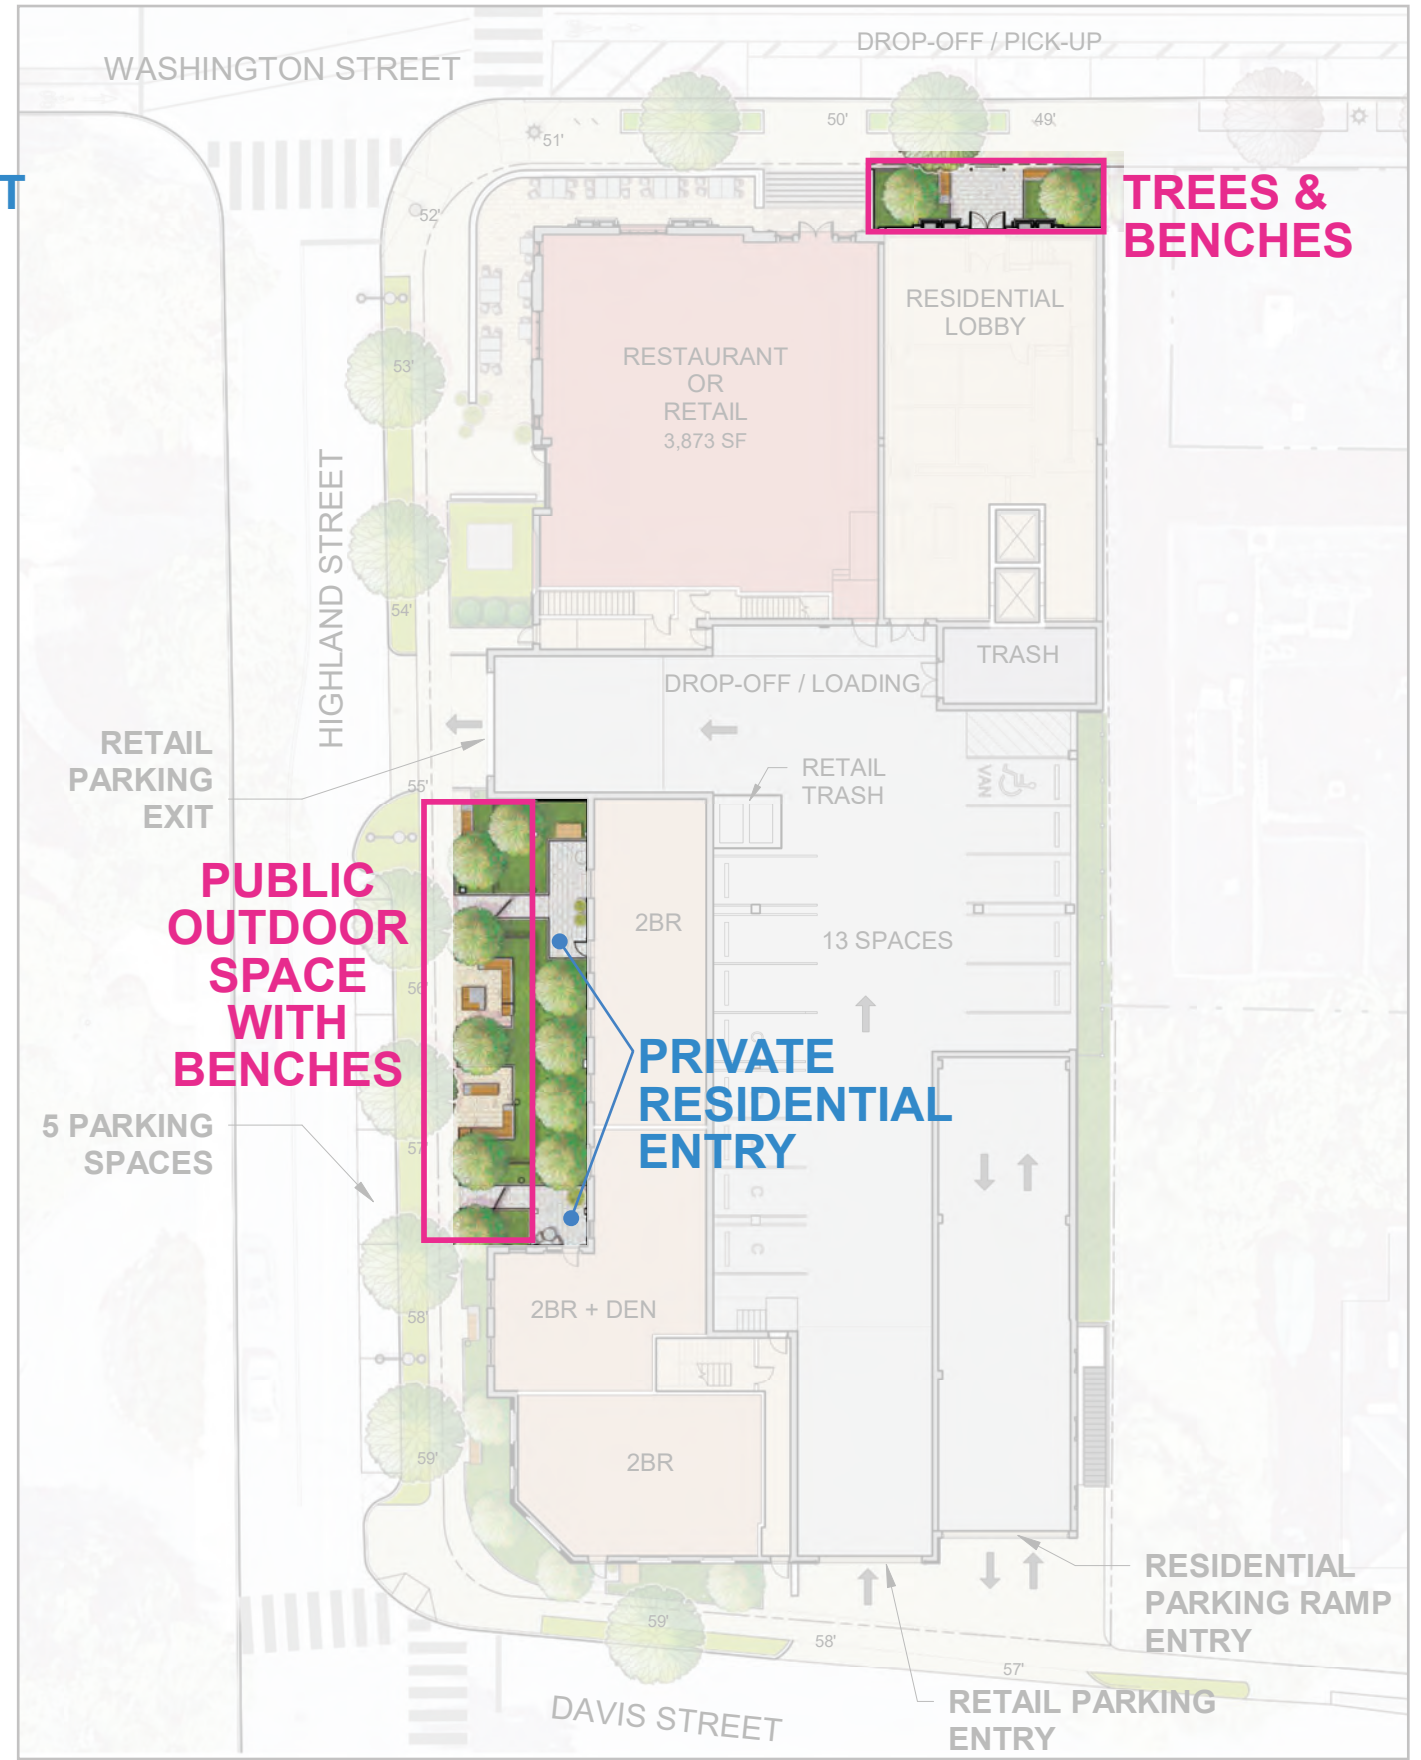 DROP-OFF / PICK-UP
WASHINGTON STREET
50'
49'
51'
T
TREES &
BENCHES
52'
RESIDENTIAL
LOBBY
RESTAURANT
OR
RETAIL
3,873 SF
53'
HIGHLAND STREET
54'
TRASH
DROP-OFF / LOADING
RETAIL
PARKING
EXIT
55'
RETAIL
TRASH
VAN
PUBLIC
OUTDOOR
SPACE
WITH
BENCHES
2BR
13 SPACES
56'
PRIVATE
RESIDENTIAL
ENTRY
5 PARKING
SPACES
57'
C
C
C
2BR + DEN
58'
2BR
59'
RESIDENTIAL
PARKING RAMP
ENTRY
59'
58'
57'
RETAIL PARKING
ENTRY
DAVIS STREET